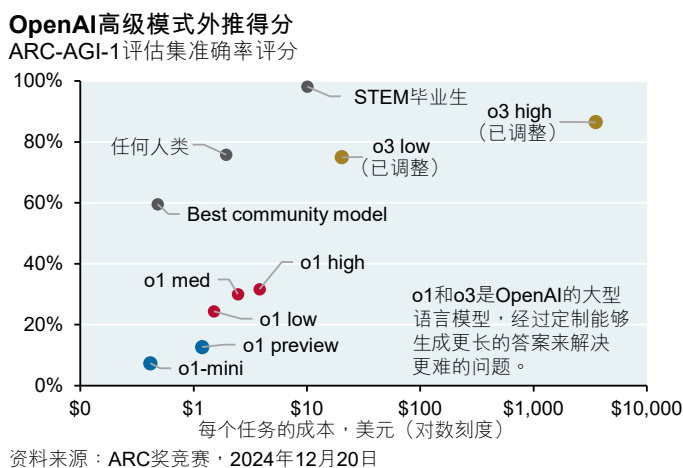 OpenAI高级模式外推得分
ARC-AGI-1评估集准确率评分
100%
80%
60%
40%
20%
0%
STEM毕业生
o3 high
（已调整）
任何人类
o3 low
（已调整）
Best community model
o1 high
o1 med
o1 low
o1 preview
o1-mini
o1和o3是OpenAI的大型
语言模型，经过定制能够
生成更长的答案来解决
更难的问题。
$0 $1 $10 $100 $1,000 $10,000
每个任务的成本，美元（对数刻度）
资料来源：ARC奖竞赛，2024年12月20日